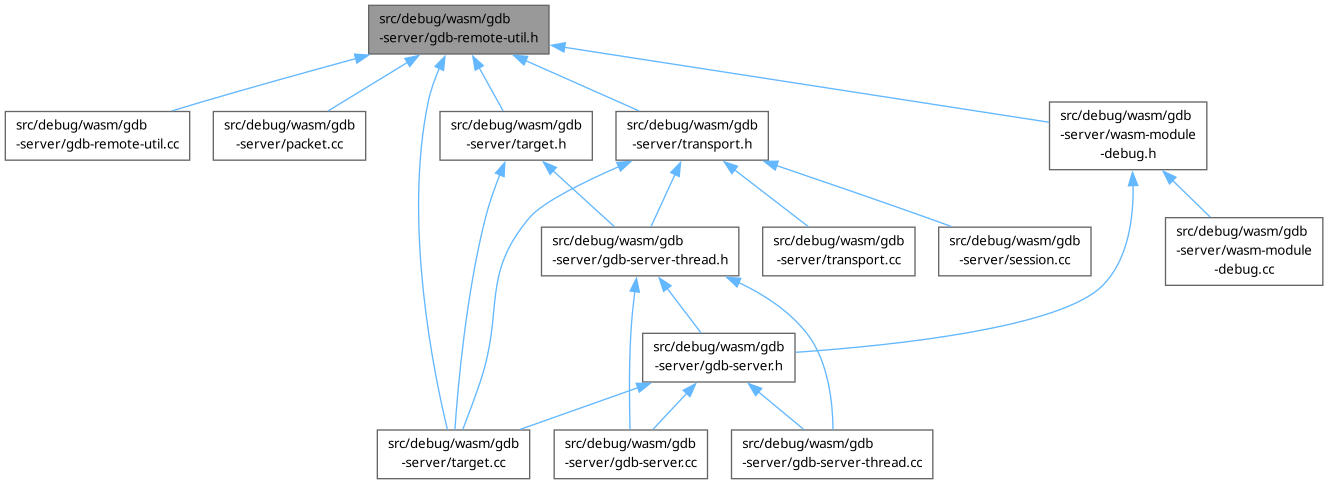 src/debug/wasm/gdb
-server/gdb-remote-util.h
src/debug/wasm/gdb
-server/gdb-remote-util.cc
src/debug/wasm/gdb
-server/packet.cc
src/debug/wasm/gdb
-server/target.h
src/debug/wasm/gdb
-server/transport.h
src/debug/wasm/gdb
-server/wasm-module
-debug.h
src/debug/wasm/gdb
-server/gdb-server-thread.h
src/debug/wasm/gdb
-server/transport.cc
src/debug/wasm/gdb
-server/session.cc
src/debug/wasm/gdb
-server/wasm-module
-debug.cc
src/debug/wasm/gdb
-server/gdb-server.h
src/debug/wasm/gdb
-server/target.cc
src/debug/wasm/gdb
-server/gdb-server.cc
src/debug/wasm/gdb
-server/gdb-server-thread.cc